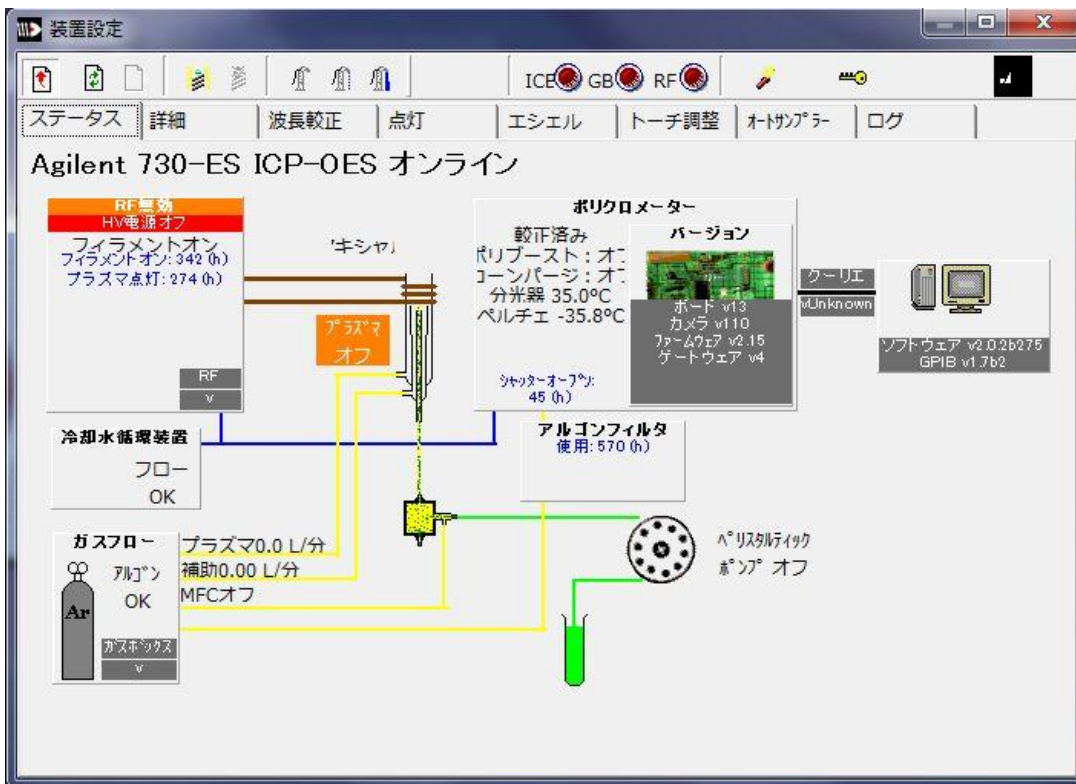 装置設定
ICE GB RF
ステータス 詳細 波長較正 点灯 エシェル トーチ調整 オートサンプラー ログ
Agilent 730-ES ICP-OES オンライン
RF無効
HV電源オフ
フィラメントオン
フィラメントオン: 342 (h)
プラズマ点灯: 274 (h)
RF
v
キシャ
プラズマ
オフ
ポリクロメーター
較正済み
ポリブースト：オフ
コーンパージ：オフ
分光器 35.0°C
ペルチェ -35.8°C
シャッターオープン:
45 (h)
バージョン
ボード v13
カメラ v110
ファームウェア v2.15
ゲートウェア v4
クーリエ
vUnknown
ソフトウェア v2.0.2b275
GPIB v1.7b2
冷却水循環装置
フロー
OK
アルゴンフィルタ
使用: 570 (h)
ガスフロー
アルゴン
OK
Ar
ガスボックス
v
プラズマ0.0 L/分
補助0.00 L/分
MFCオフ
ペリスタルティック
ポンプ オフ